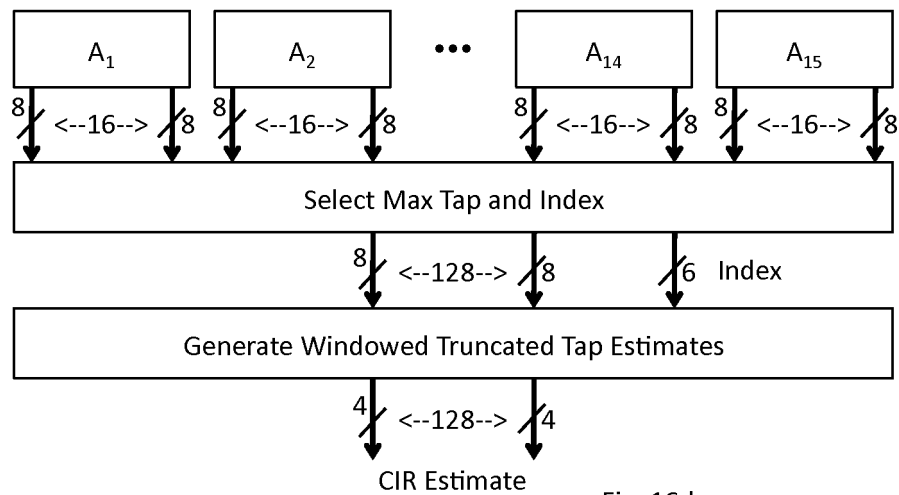 A1 A2 ••• A14 A15
8 <--16--> 8 8 <--16--> 8 8 <--16--> 8 8 <--16--> 8
Select Max Tap and Index
8 <--128--> 8 6 Index
Generate Windowed Truncated Tap Estimates
4 <--128--> 4
CIR Estimate